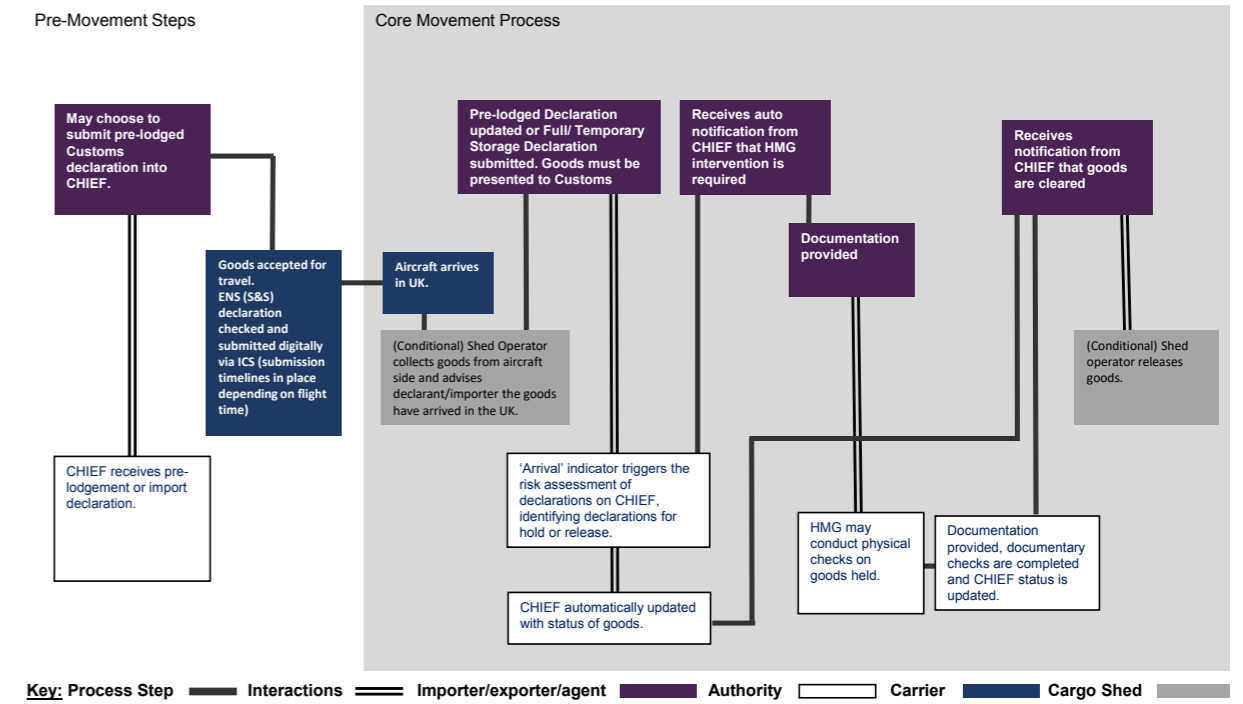 Pre-Movement Steps
Core Movement Process
May choose to
submit pre-lodged
Customs
declaration into
CHIEF.
Goods accepted for
travel.
ENS (S&S)
declaration
checked and
submitted digitally
via ICS (submission
timelines in place
depending on flight
time)
CHIEF receives pre-
lodgement or import
declaration.
Aircraft arrives
in UK.
(Conditional) Shed Operator
collects goods from aircraft
side and advises
declarant/importer the goods
have arrived in the UK.
Pre-lodged Declaration
updated or Full/ Temporary
Storage Declaration
submitted. Goods must be
presented to Customs
‘Arrival’ indicator triggers the
risk assessment of
declarations on CHIEF,
identifying declarations for
hold or release.
CHIEF automatically updated
with status of goods.
Receives auto
notification from
CHIEF that HMG
intervention is
required
Documentation
provided
HMG may
conduct physical
checks on
goods held.
Documentation
provided, documentary
checks are completed
and CHIEF status is
updated.
Receives
notification from
CHIEF that goods
are cleared
(Conditional) Shed
operator releases
goods.
Key: Process Step Interactions Importer/exporter/agent Authority Carrier Cargo Shed